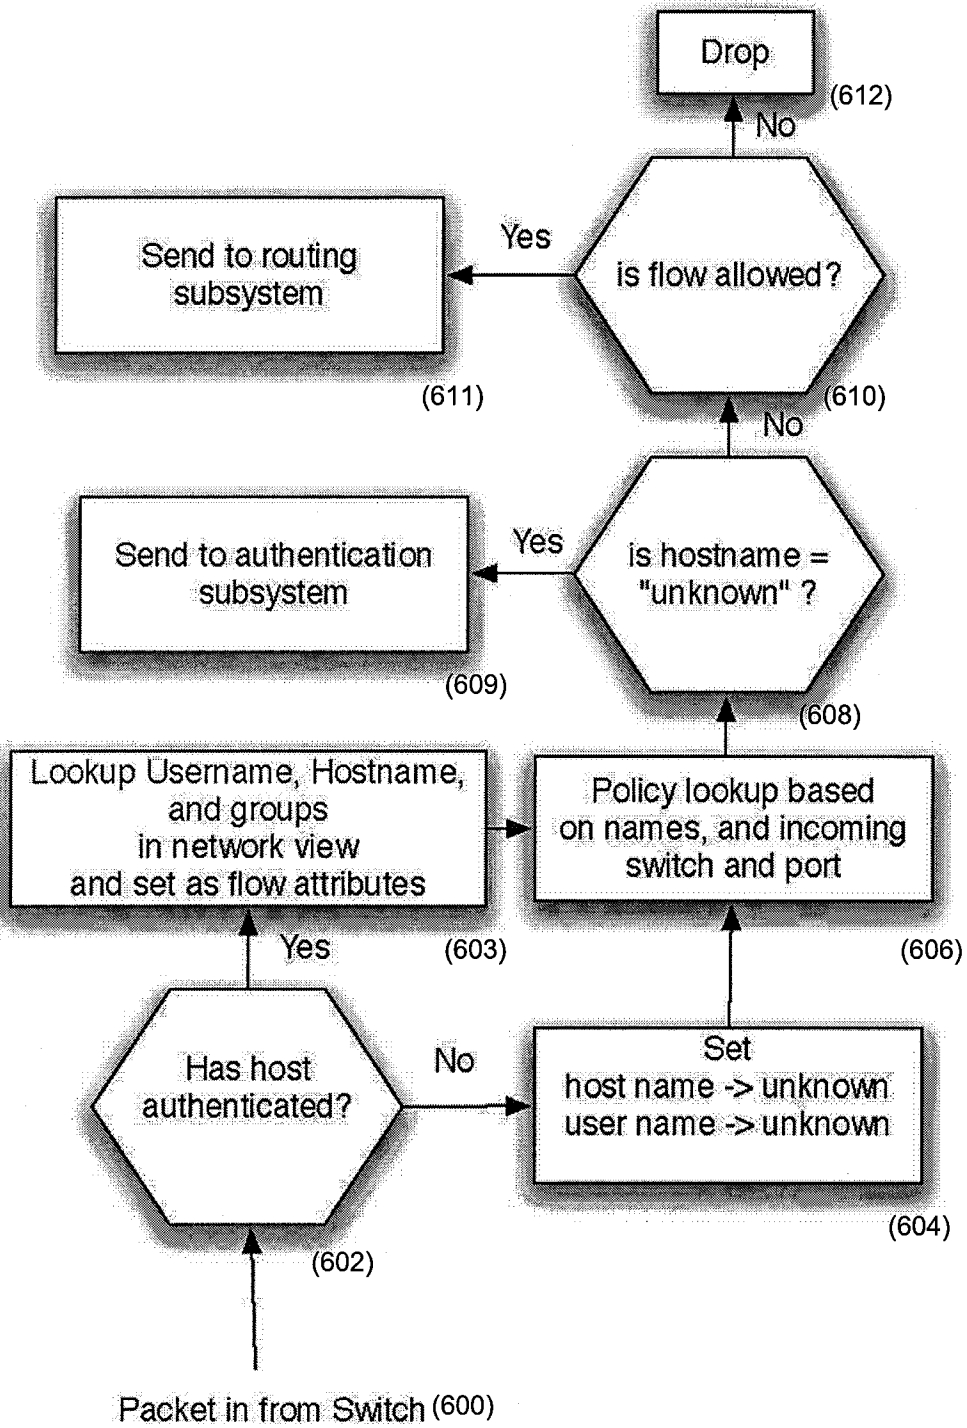 Drop
(612)
No
Yes
is flow allowed?
Send to routing
subsystem
(611)
(610)
No
Yes
is hostname =
"unknown" ?
Send to authentication
subsystem
(609)
(608)
Lookup Username, Hostname,
and groups
in network view
and set as flow attributes
(603)
Policy lookup based
on names, and incoming
switch and port
(606)
Yes
Has host
authenticated?
No
(602)
Set
host name -> unknown
user name -> unknown
(604)
Packet in from Switch (600)